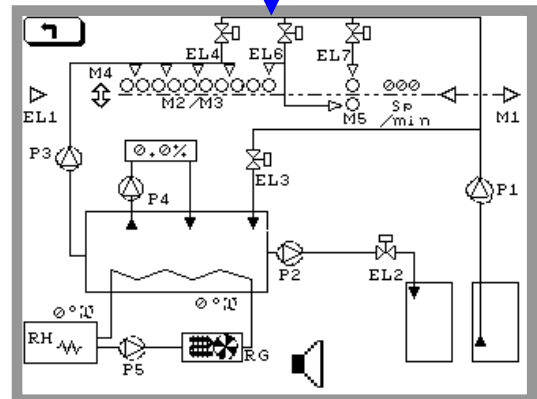 EL4 EL6 EL7
M4
M2/M3
000
Sp
/min
M5
EL1
M1
P3
0.0%
P4
EL3
P1
P2
EL2
0°C
0°C
RH
P5
RG